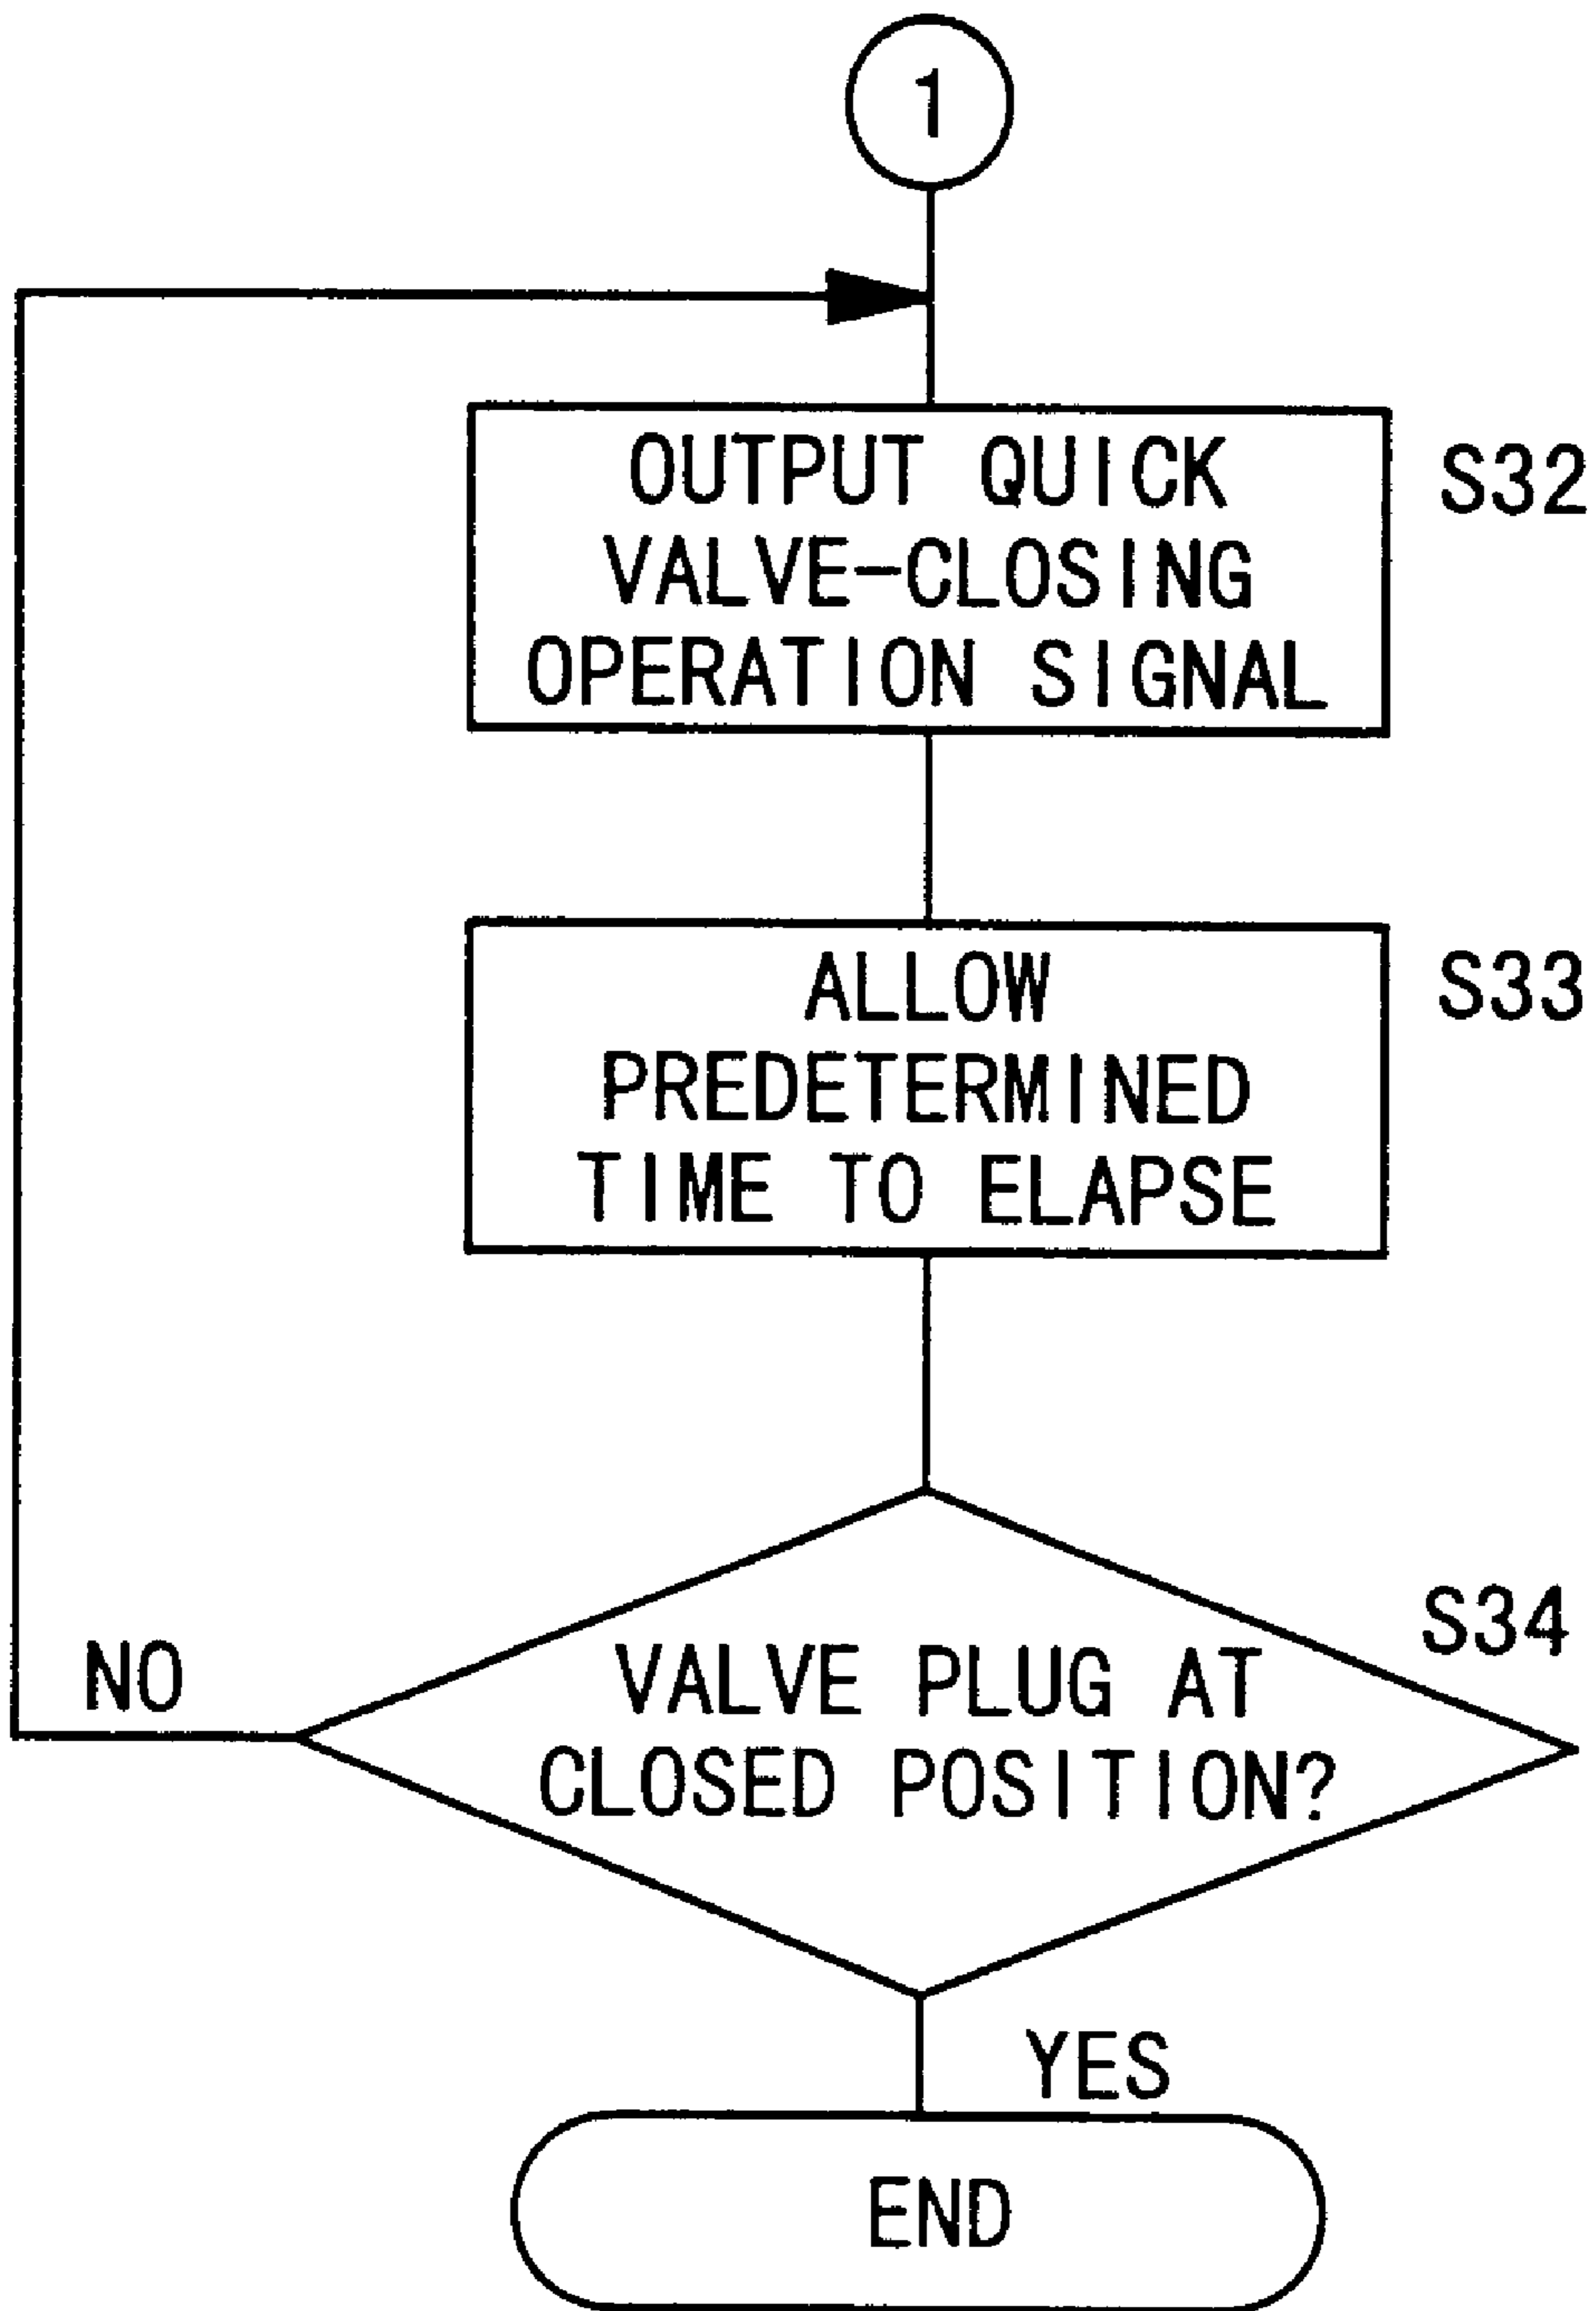 1
OUTPUT QUICK
VALVE-CLOSING
OPERATION SIGNAL
S32
ALLOW
PREDETERMINED
TIME TO ELAPSE
S33
VALVE PLUG AT
CLOSED POSITION?
S34
NO
YES
END